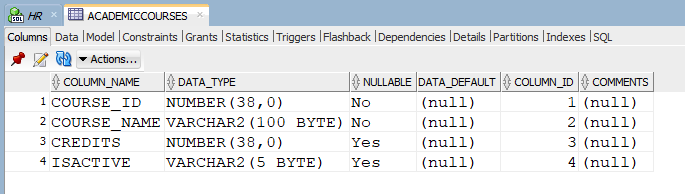 SQL HR ACADEMICCOURSES
Columns Data Model Constraints Grants Statistics Triggers Flashback Dependencies Details Partitions Indexes SQL
Actions...
COLUMN_NAME DATA_TYPE NULLABLE DATA_DEFAULT COLUMN_ID COMMENTS
1 COURSE_ID NUMBER(38,0) No (null) 1 (null)
2 COURSE_NAME VARCHAR2(100 BYTE) No (null) 2 (null)
3 CREDITS NUMBER(38,0) Yes (null) 3 (null)
4 ISACTIVE VARCHAR2(5 BYTE) Yes (null) 4 (null)